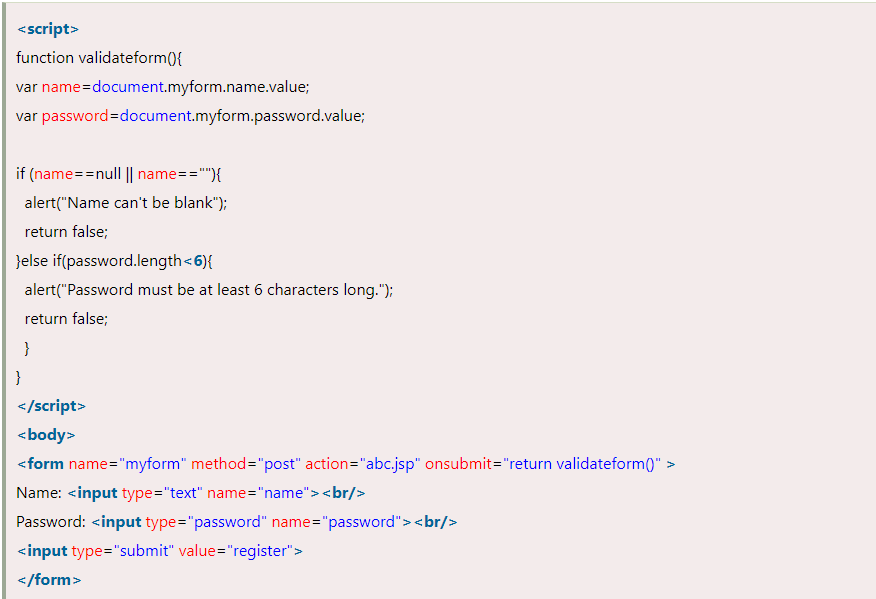 <script>
function validateform(){
var name=document.myform.name.value;
var password=document.myform.password.value;

if (name==null || name==""){
  alert("Name can't be blank");
  return false;
}else if(password.length<6){
  alert("Password must be at least 6 characters long.");
  return false;
  }
}
</script>
<body>
<form name="myform" method="post" action="abc.jsp" onsubmit="return validateform()" >
Name: <input type="text" name="name"><br/>
Password: <input type="password" name="password"><br/>
<input type="submit" value="register">
</form>